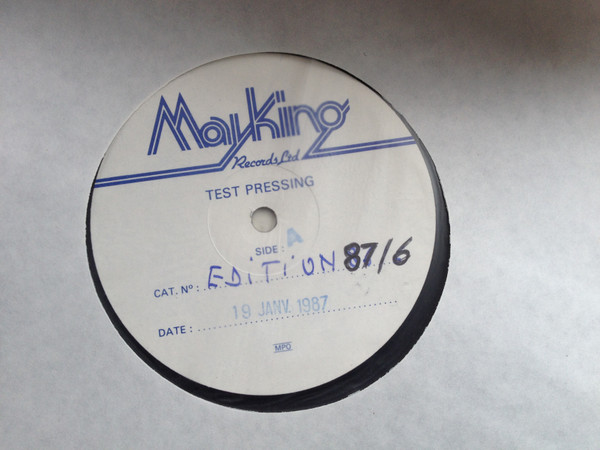 MayKing
Records Ltd
TEST PRESSING
SIDE: A
CAT. Nº: EDITION 87/6
19 JANV. 1987
DATE:
MPO